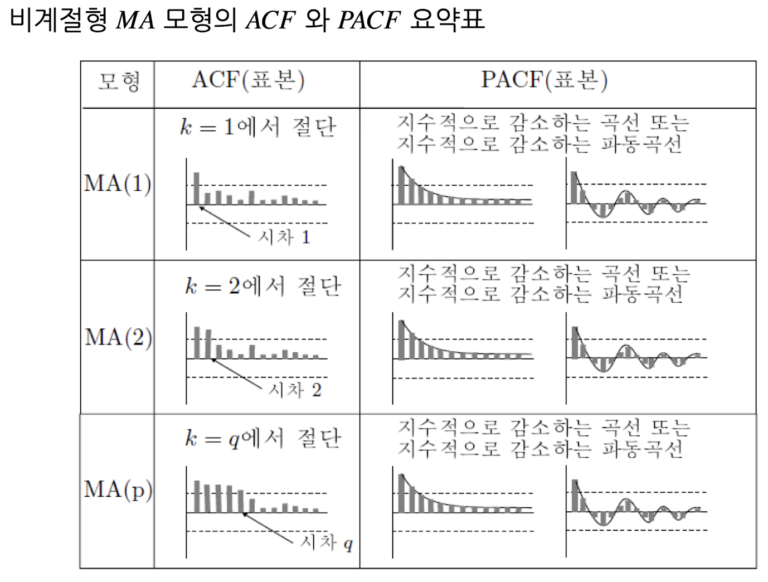 비계절형 MA 모형의 ACF 와 PACF 요약표
모형
ACF(표본)
PACF(표본)
MA(1)
k = 1에서 절단
시차 1
지수적으로 감소하는 곡선 또는
지수적으로 감소하는 파동곡선
MA(2)
k = 2에서 절단
시차 2
지수적으로 감소하는 곡선 또는
지수적으로 감소하는 파동곡선
MA(p)
k = q에서 절단
시차 q
지수적으로 감소하는 곡선 또는
지수적으로 감소하는 파동곡선